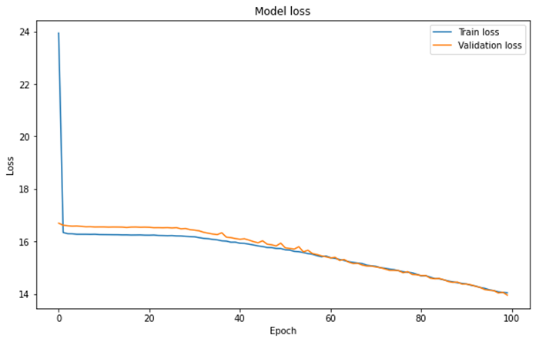 Model loss
Train loss
Validation loss
24
22
20
18
16
14
Loss
0
20
40
60
80
100
Epoch